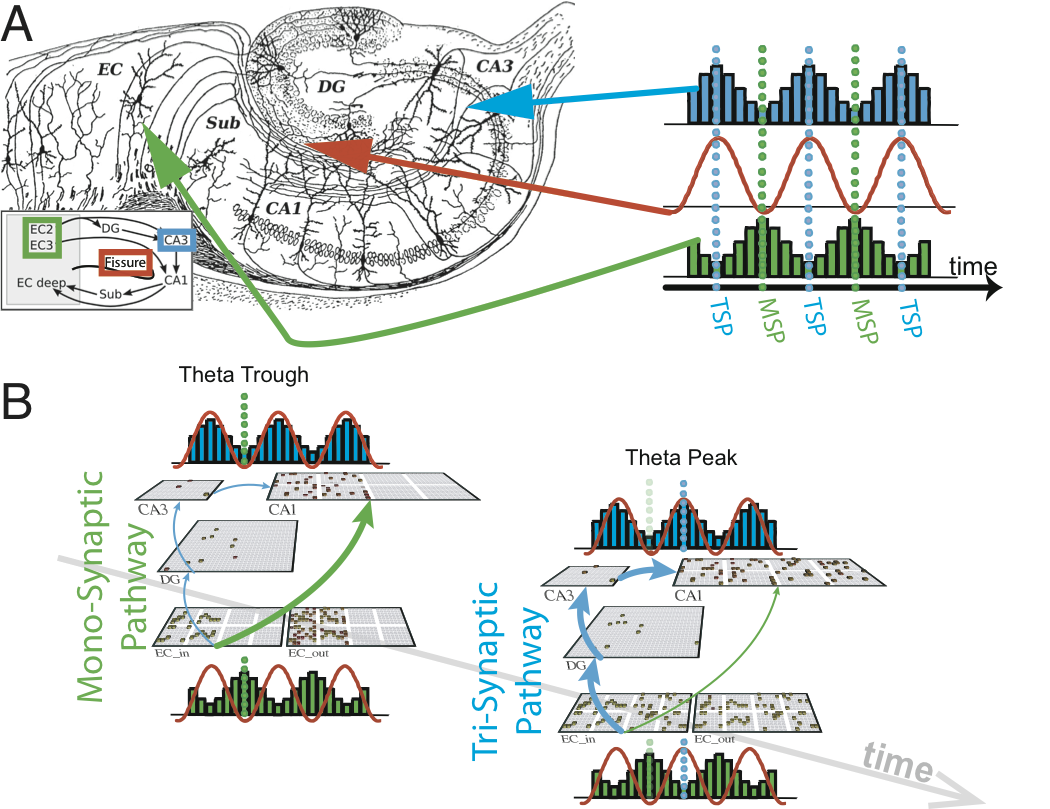 A
EC
DG
CA3
Sub
CA1
EC2
EC3
DG
CA3
Fissure
EC deep
CA1
Sub
time
TSP
MSP
TSP
MSP
TSP
B
Theta Trough
Mono-Synaptic
Pathway
CA3
CA1
DG
EC_in
EC_out
Theta Peak
Tri-Synaptic
Pathway
CA3
CA1
DG
EC_in
EC_out
time